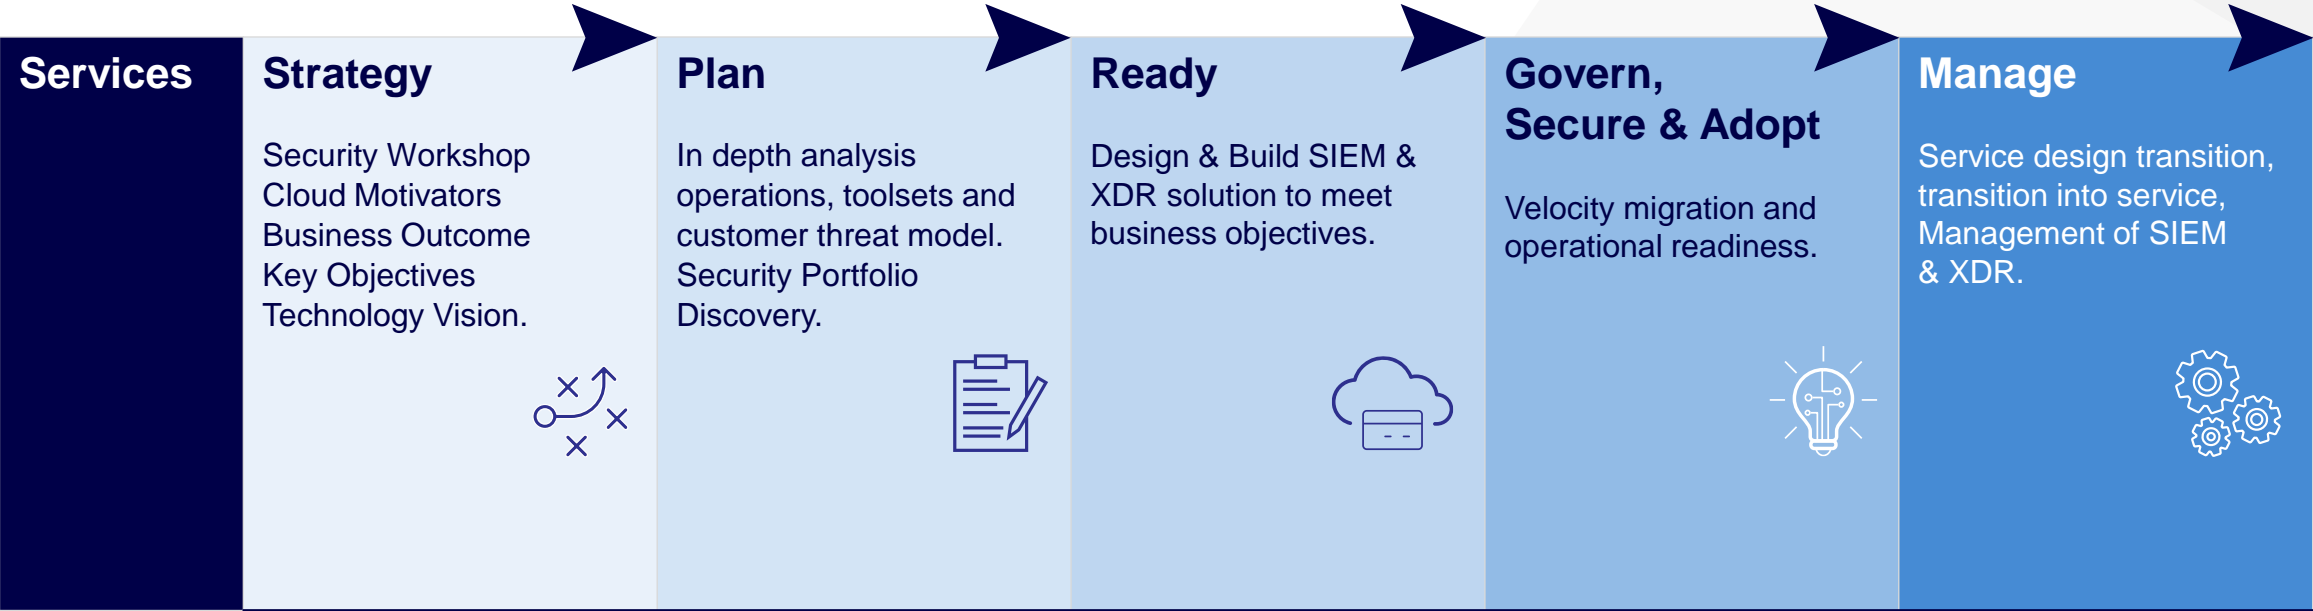 Services
Strategy
Security Workshop
Cloud Motivators
Business Outcome
Key Objectives
Technology Vision.
Plan
In depth analysis
operations, toolsets and
customer threat model.
Security Portfolio
Discovery.
Ready
Design & Build SIEM &
XDR solution to meet
business objectives.
Govern,
Secure & Adopt
Velocity migration and
operational readiness.
Manage
Service design transition,
transition into service,
Management of SIEM
& XDR.